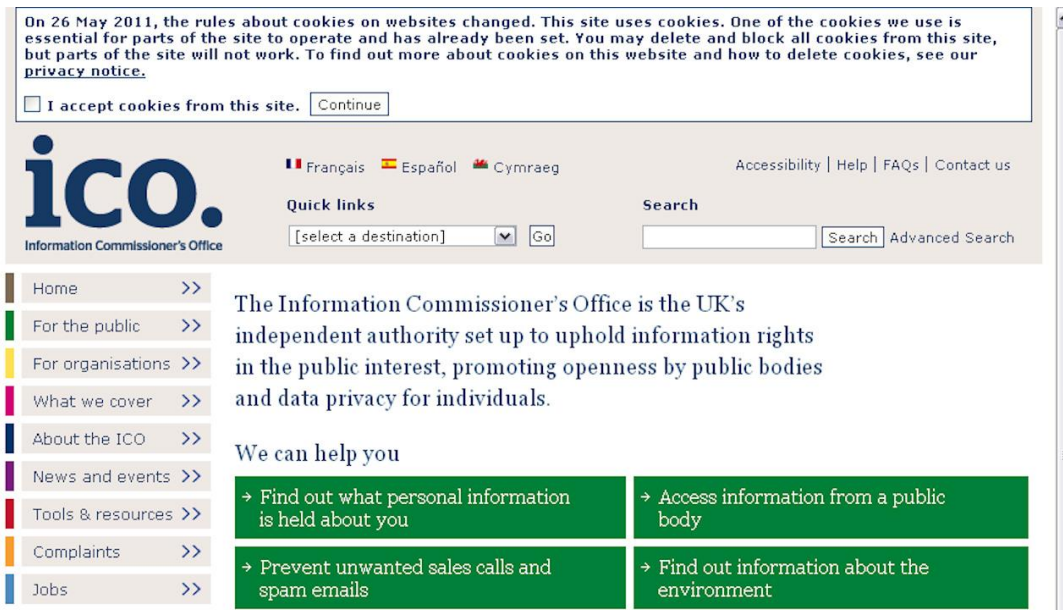 On 26 May 2011, the rules about cookies on websites changed. This site uses cookies. One of the cookies we use is
essential for parts of the site to operate and has already been set. You may delete and block all cookies from this site,
but parts of the site will not work. To find out more about cookies on this website and how to delete cookies, see our
privacy notice.
I accept cookies from this site. Continue
ico.
Information Commissioner's Office
Français Español Cymraeg
Accessibility | Help | FAQs | Contact us
Quick links
Search
[select a destination] Go
Search Advanced Search
Home >>
For the public >>
For organisations >>
What we cover >>
About the ICO >>
News and events >>
Tools & resources >>
Complaints >>
Jobs >>
The Information Commissioner's Office is the UK's
independent authority set up to uphold information rights
in the public interest, promoting openness by public bodies
and data privacy for individuals.
We can help you
→ Find out what personal information
is held about you
→ Access information from a public
body
→ Prevent unwanted sales calls and
spam emails
→ Find out information about the
environment